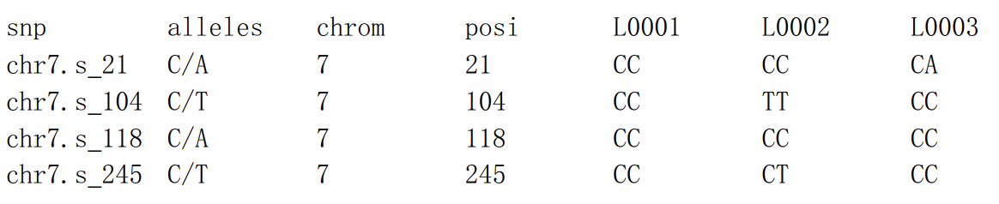 snp alleles chrom posi L0001 L0002 L0003
chr7.s_21 C/A 7 21 CC CC CA
chr7.s_104 C/T 7 104 CC TT CC
chr7.s_118 C/A 7 118 CC CC CC
chr7.s_245 C/T 7 245 CC CT CC